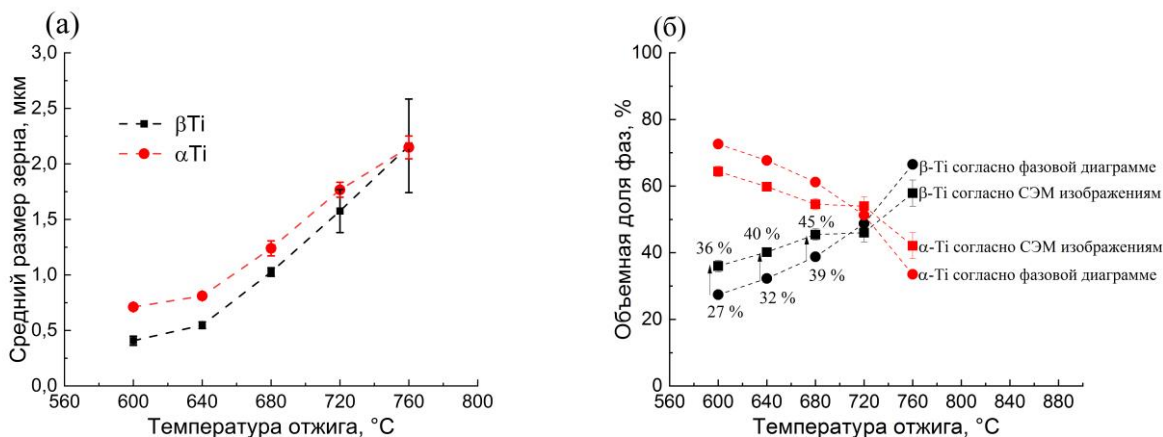 (а)
3,0
2,5
2,0
1,5
1,0
0,5
0,0
Средний размер зерна, мкм
βTi
αTi
560 600 640 680 720 760 800
Температура отжига, °C
(б)
100
80
60
40
20
0
Объемная доля фаз, %
36 %
40 %
45 %
27 %
32 %
39 %
β-Ti согласно фазовой диаграмме
β-Ti согласно СЭМ изображениям
α-Ti согласно СЭМ изображениям
α-Ti согласно фазовой диаграмме
560 600 640 680 720 760 800 840 880
Температура отжига, °C